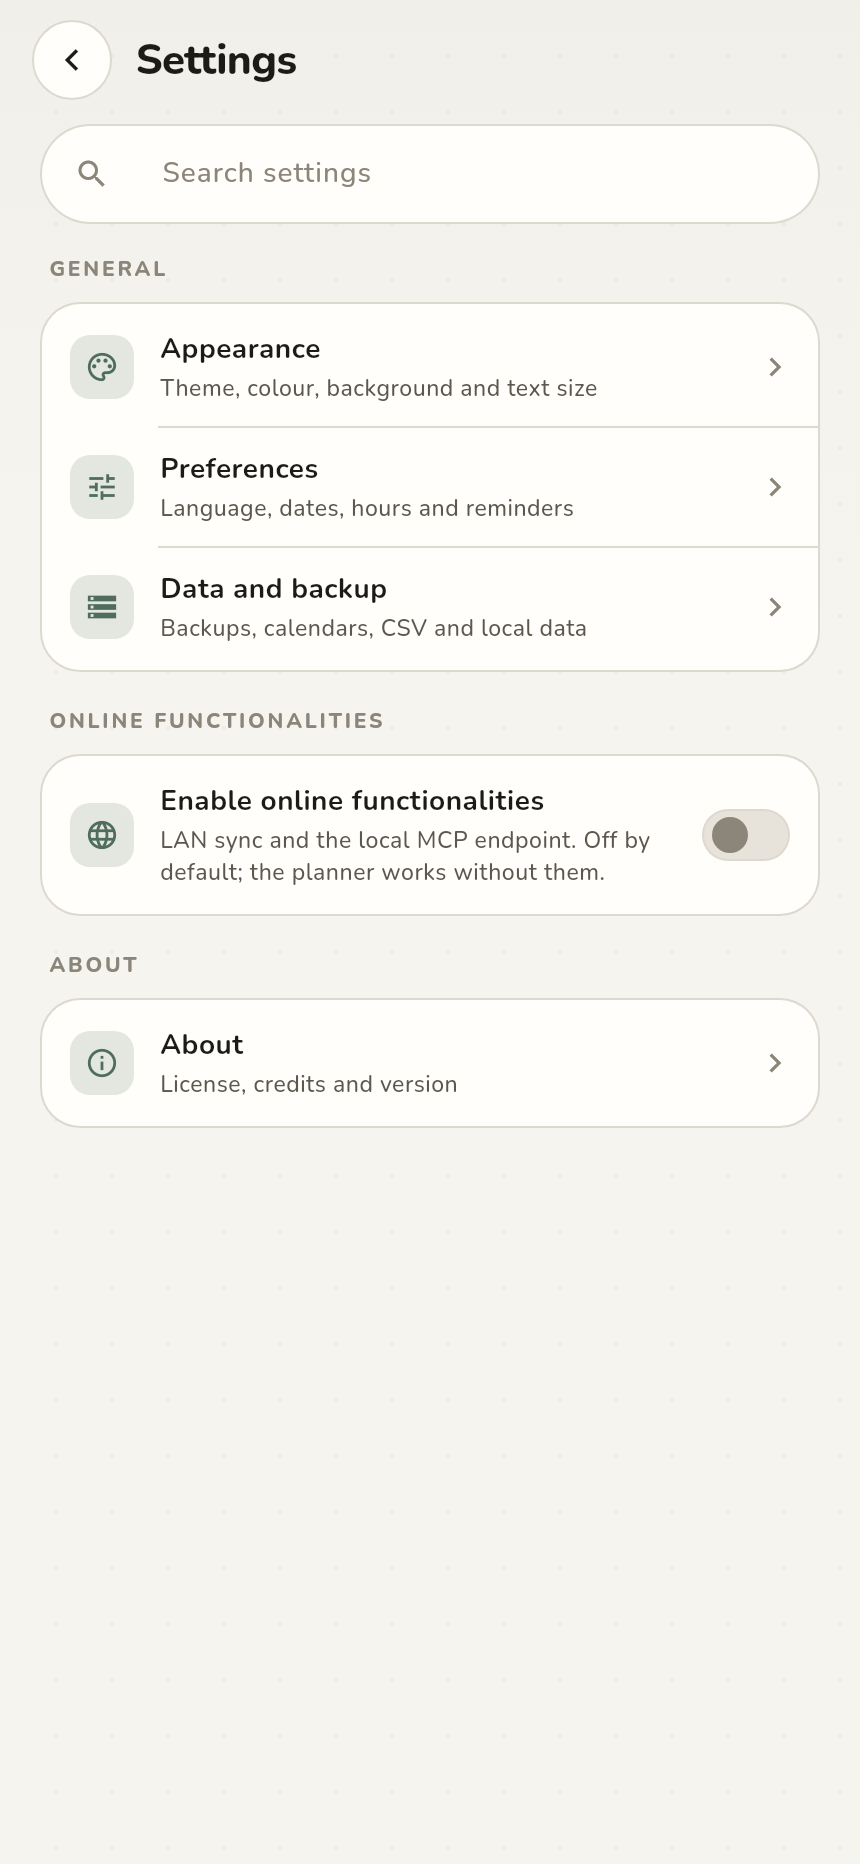 Settings
Search settings
GENERAL
Appearance
Theme, colour, background and text size
Preferences
Language, dates, hours and reminders
Data and backup
Backups, calendars, CSV and local data
ONLINE FUNCTIONALITIES
Enable online functionalities
LAN sync and the local MCP endpoint. Off by
default; the planner works without them.
ABOUT
About
License, credits and version